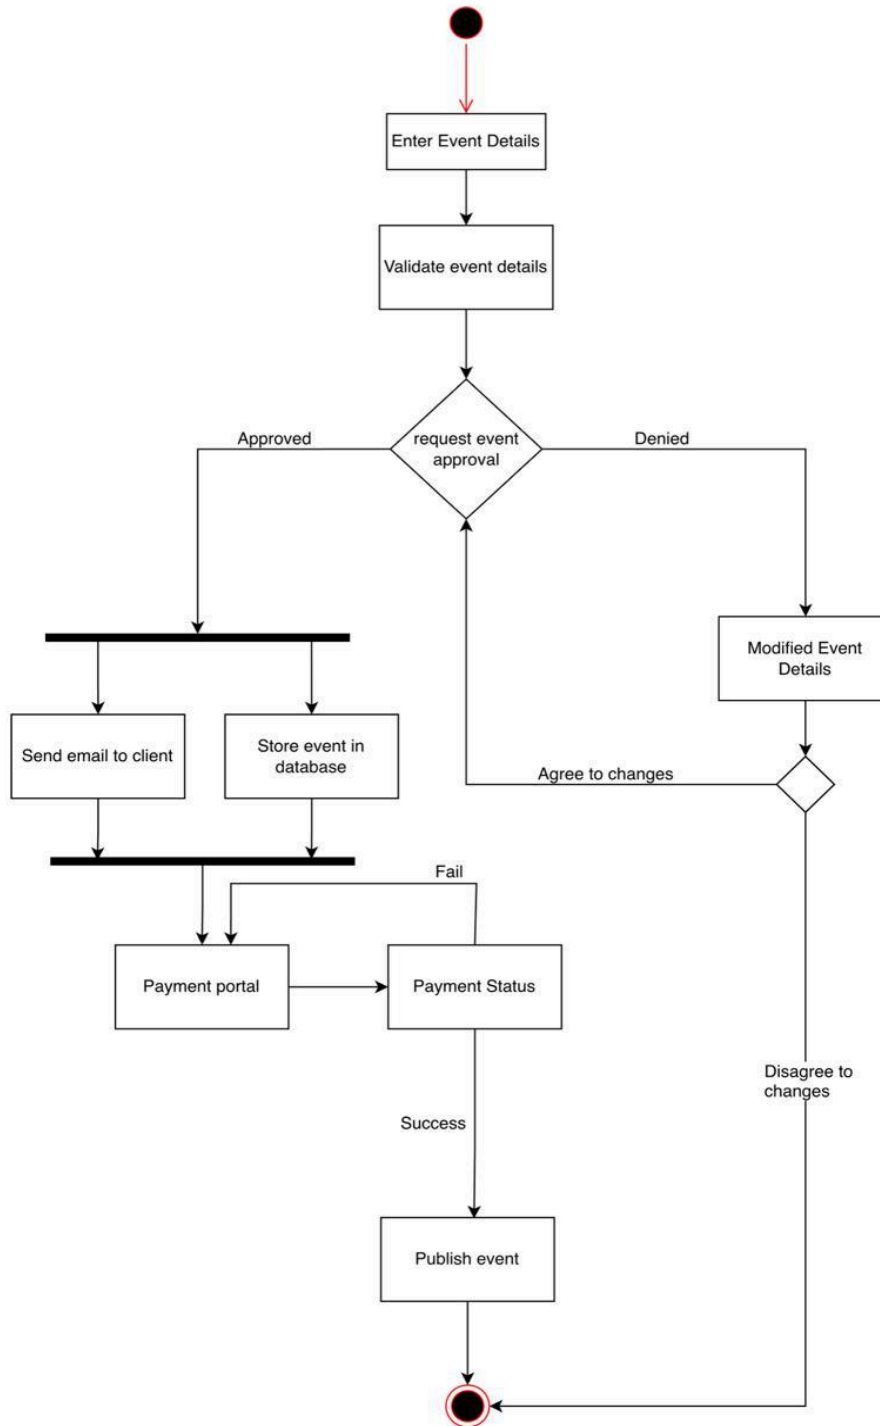 Enter Event Details
Validate event details
request event
approval
Approved
Denied
Modified Event
Details
Send email to client
Store event in
database
Agree to changes
Fail
Payment portal
Payment Status
Disagree to
changes
Success
Publish event